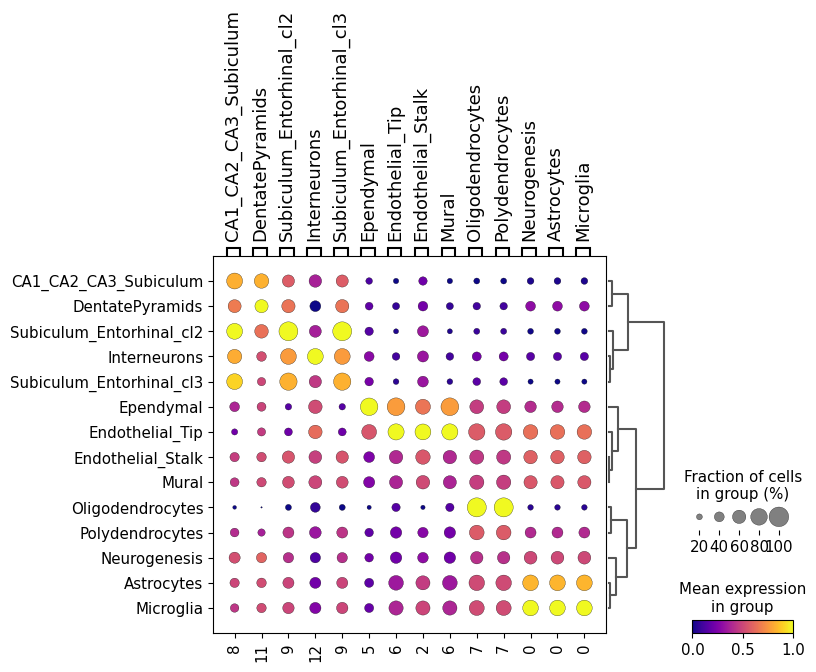 CA1_CA2_CA3_Subiculum
DentatePyramids
Subiculum_Entorhinal_cl2
Interneurons
Subiculum_Entorhinal_cl3
Ependymal
Endothelial_Tip
Endothelial_Stalk
Mural
Oligodendrocytes
Polydendrocytes
Neurogenesis
Astrocytes
Microglia
CA1_CA2_CA3_Subiculum
DentatePyramids
Subiculum_Entorhinal_cl2
Interneurons
Subiculum_Entorhinal_cl3
Ependymal
Endothelial_Tip
Endothelial_Stalk
Mural
Oligodendrocytes
Polydendrocytes
Neurogenesis
Astrocytes
Microglia
8 11 9 12 9 5 6 2 6 7 7 0 0 0
Fraction of cells
in group (%)
20 40 60 80 100
Mean expression
in group
0.0 0.5 1.0